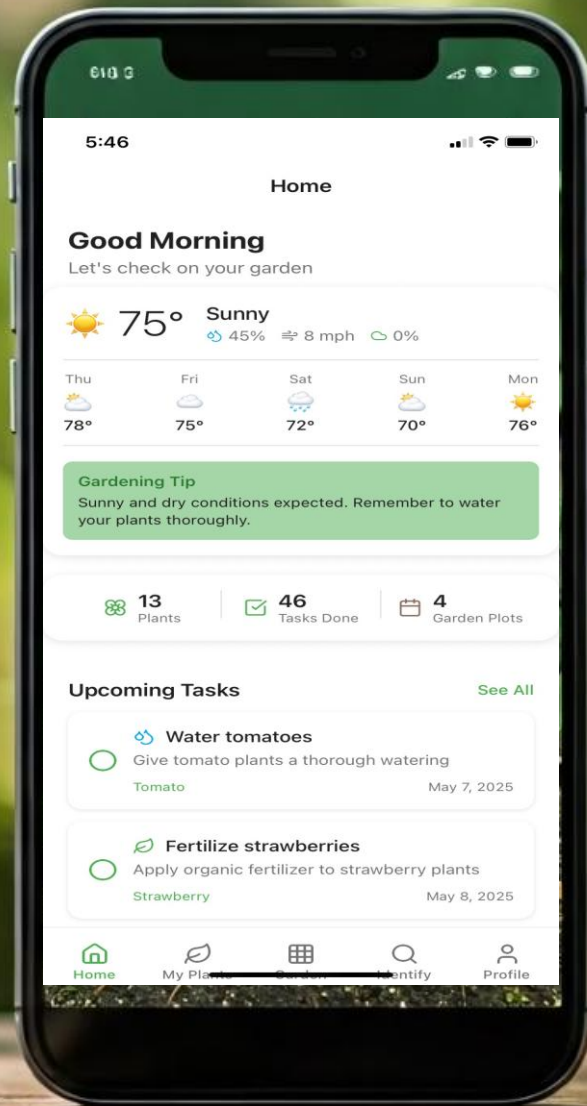 5:46
Home
Good Morning
Let's check on your garden
75° Sunny
45% 8 mph 0%
Thu Fri Sat Sun Mon
78° 75° 72° 70° 76°
Gardening Tip
Sunny and dry conditions expected. Remember to water
your plants thoroughly.
13 46 4
Plants Tasks Done Garden Plots
Upcoming Tasks See All
Water tomatoes
Give tomato plants a thorough watering
Tomato May 7, 2025
Fertilize strawberries
Apply organic fertilizer to strawberry plants
Strawberry May 8, 2025
Home My Plants Garden Identify Profile